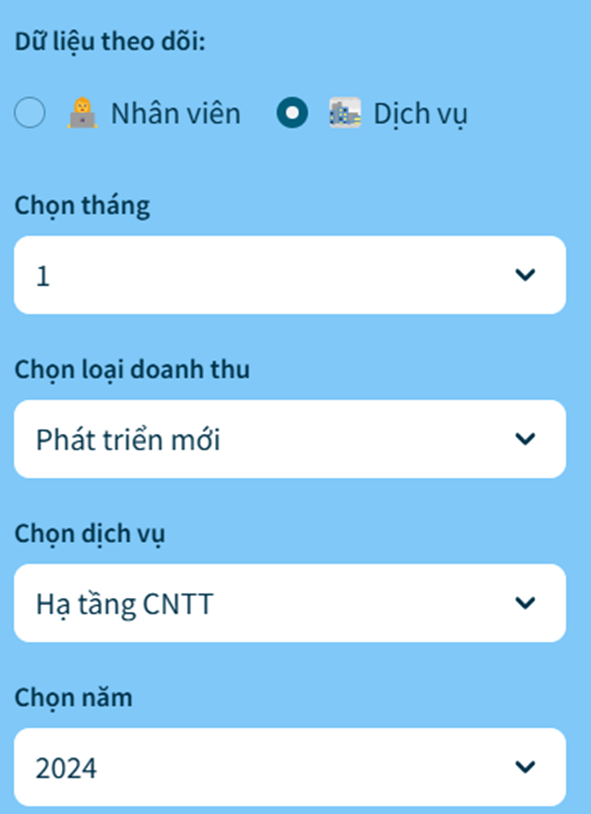 Dữ liệu theo dõi:
Nhân viên Dịch vụ
Chọn tháng
1
Chọn loại doanh thu
Phát triển mới
Chọn dịch vụ
Hạ tầng CNTT
Chọn năm
2024